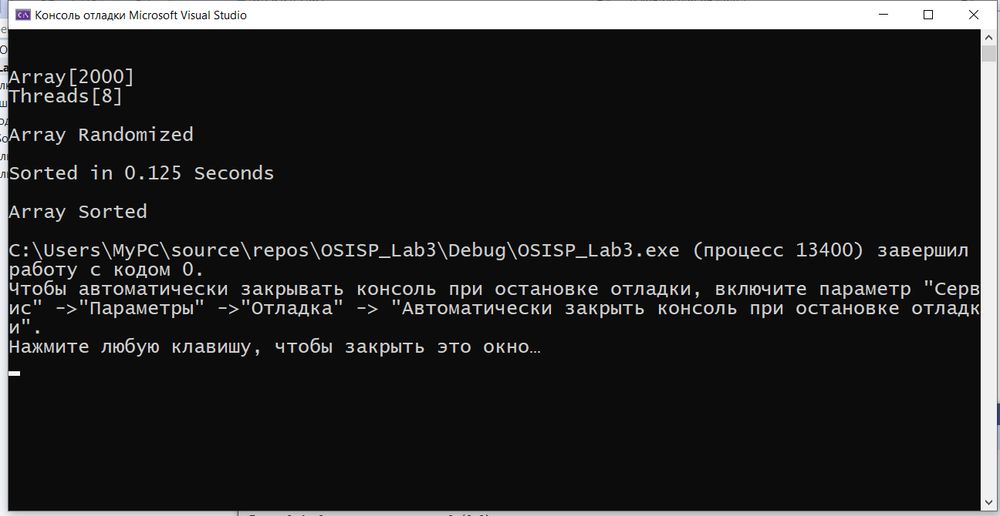 Консоль отладки Microsoft Visual Studio
Array[2000]
Threads[8]
Array Randomized
Sorted in 0.125 Seconds
Array Sorted
C:\Users\MyPC\source\repos\OSISP_Lab3\Debug\OSISP_Lab3.exe (процесс 13400) завершил
работу с кодом 0.
Чтобы автоматически закрывать консоль при остановке отладки, включите параметр "Серв
ис" ->"Параметры" ->"Отладка" -> "Автоматически закрыть консоль при остановке отладк
и".
Нажмите любую клавишу, чтобы закрыть это окно…